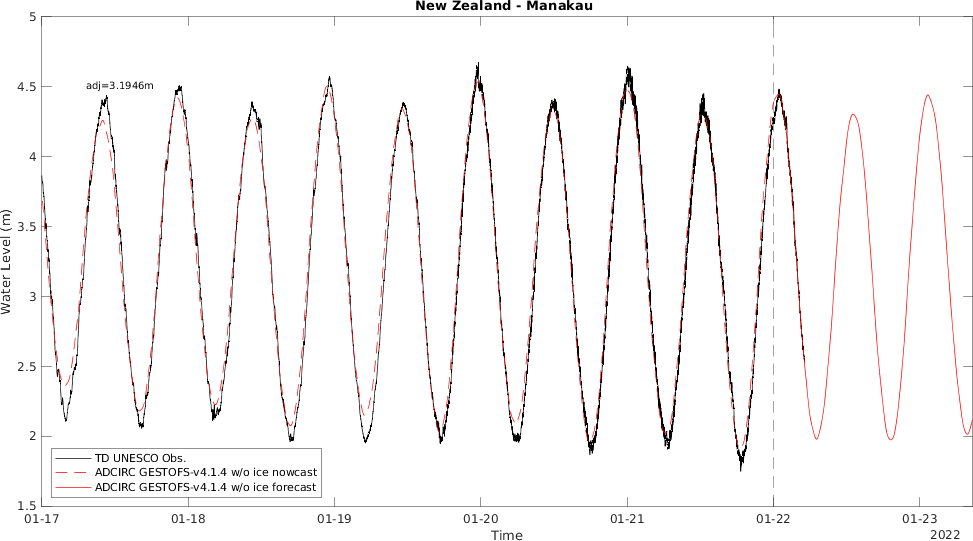 New Zealand - Manakau
5
4.5
4
3.5
3
2.5
2
1.5
Water Level (m)
adj=3.1946m
TD UNESCO Obs.
ADCIRC GESTOFS-v4.1.4 w/o ice nowcast
ADCIRC GESTOFS-v4.1.4 w/o ice forecast
01-17 01-18 01-19 01-20 01-21 01-22 01-23
Time
2022